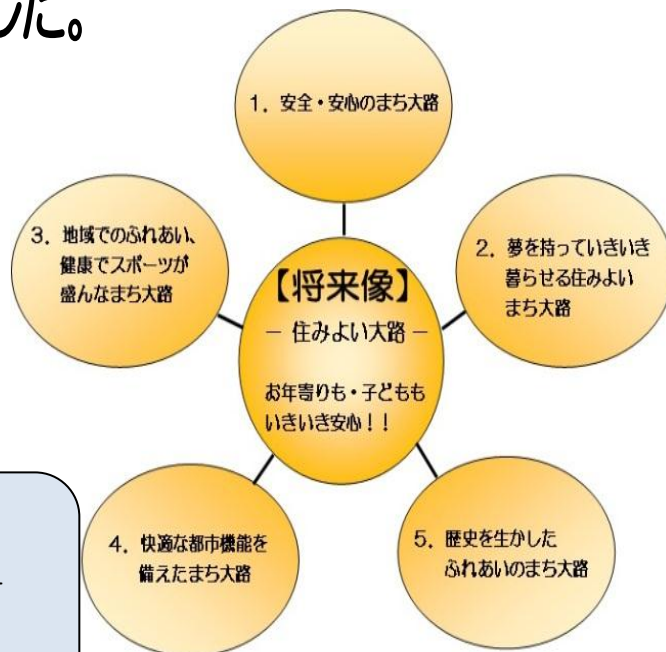 した。
1. 安全・安心のまち大路
3. 地域でのふれあい、
健康でスポーツが
盛んなまち大路
2. 夢を持っていきいき
暮らせる住みよい
まち大路
【将来像】
－ 住みよい大路 －
お年寄りも・子どもも
いきいき安心！！
4. 快適な都市機能を
備えたまち大路
5. 歴史を生かした
ふれあいのまち大路